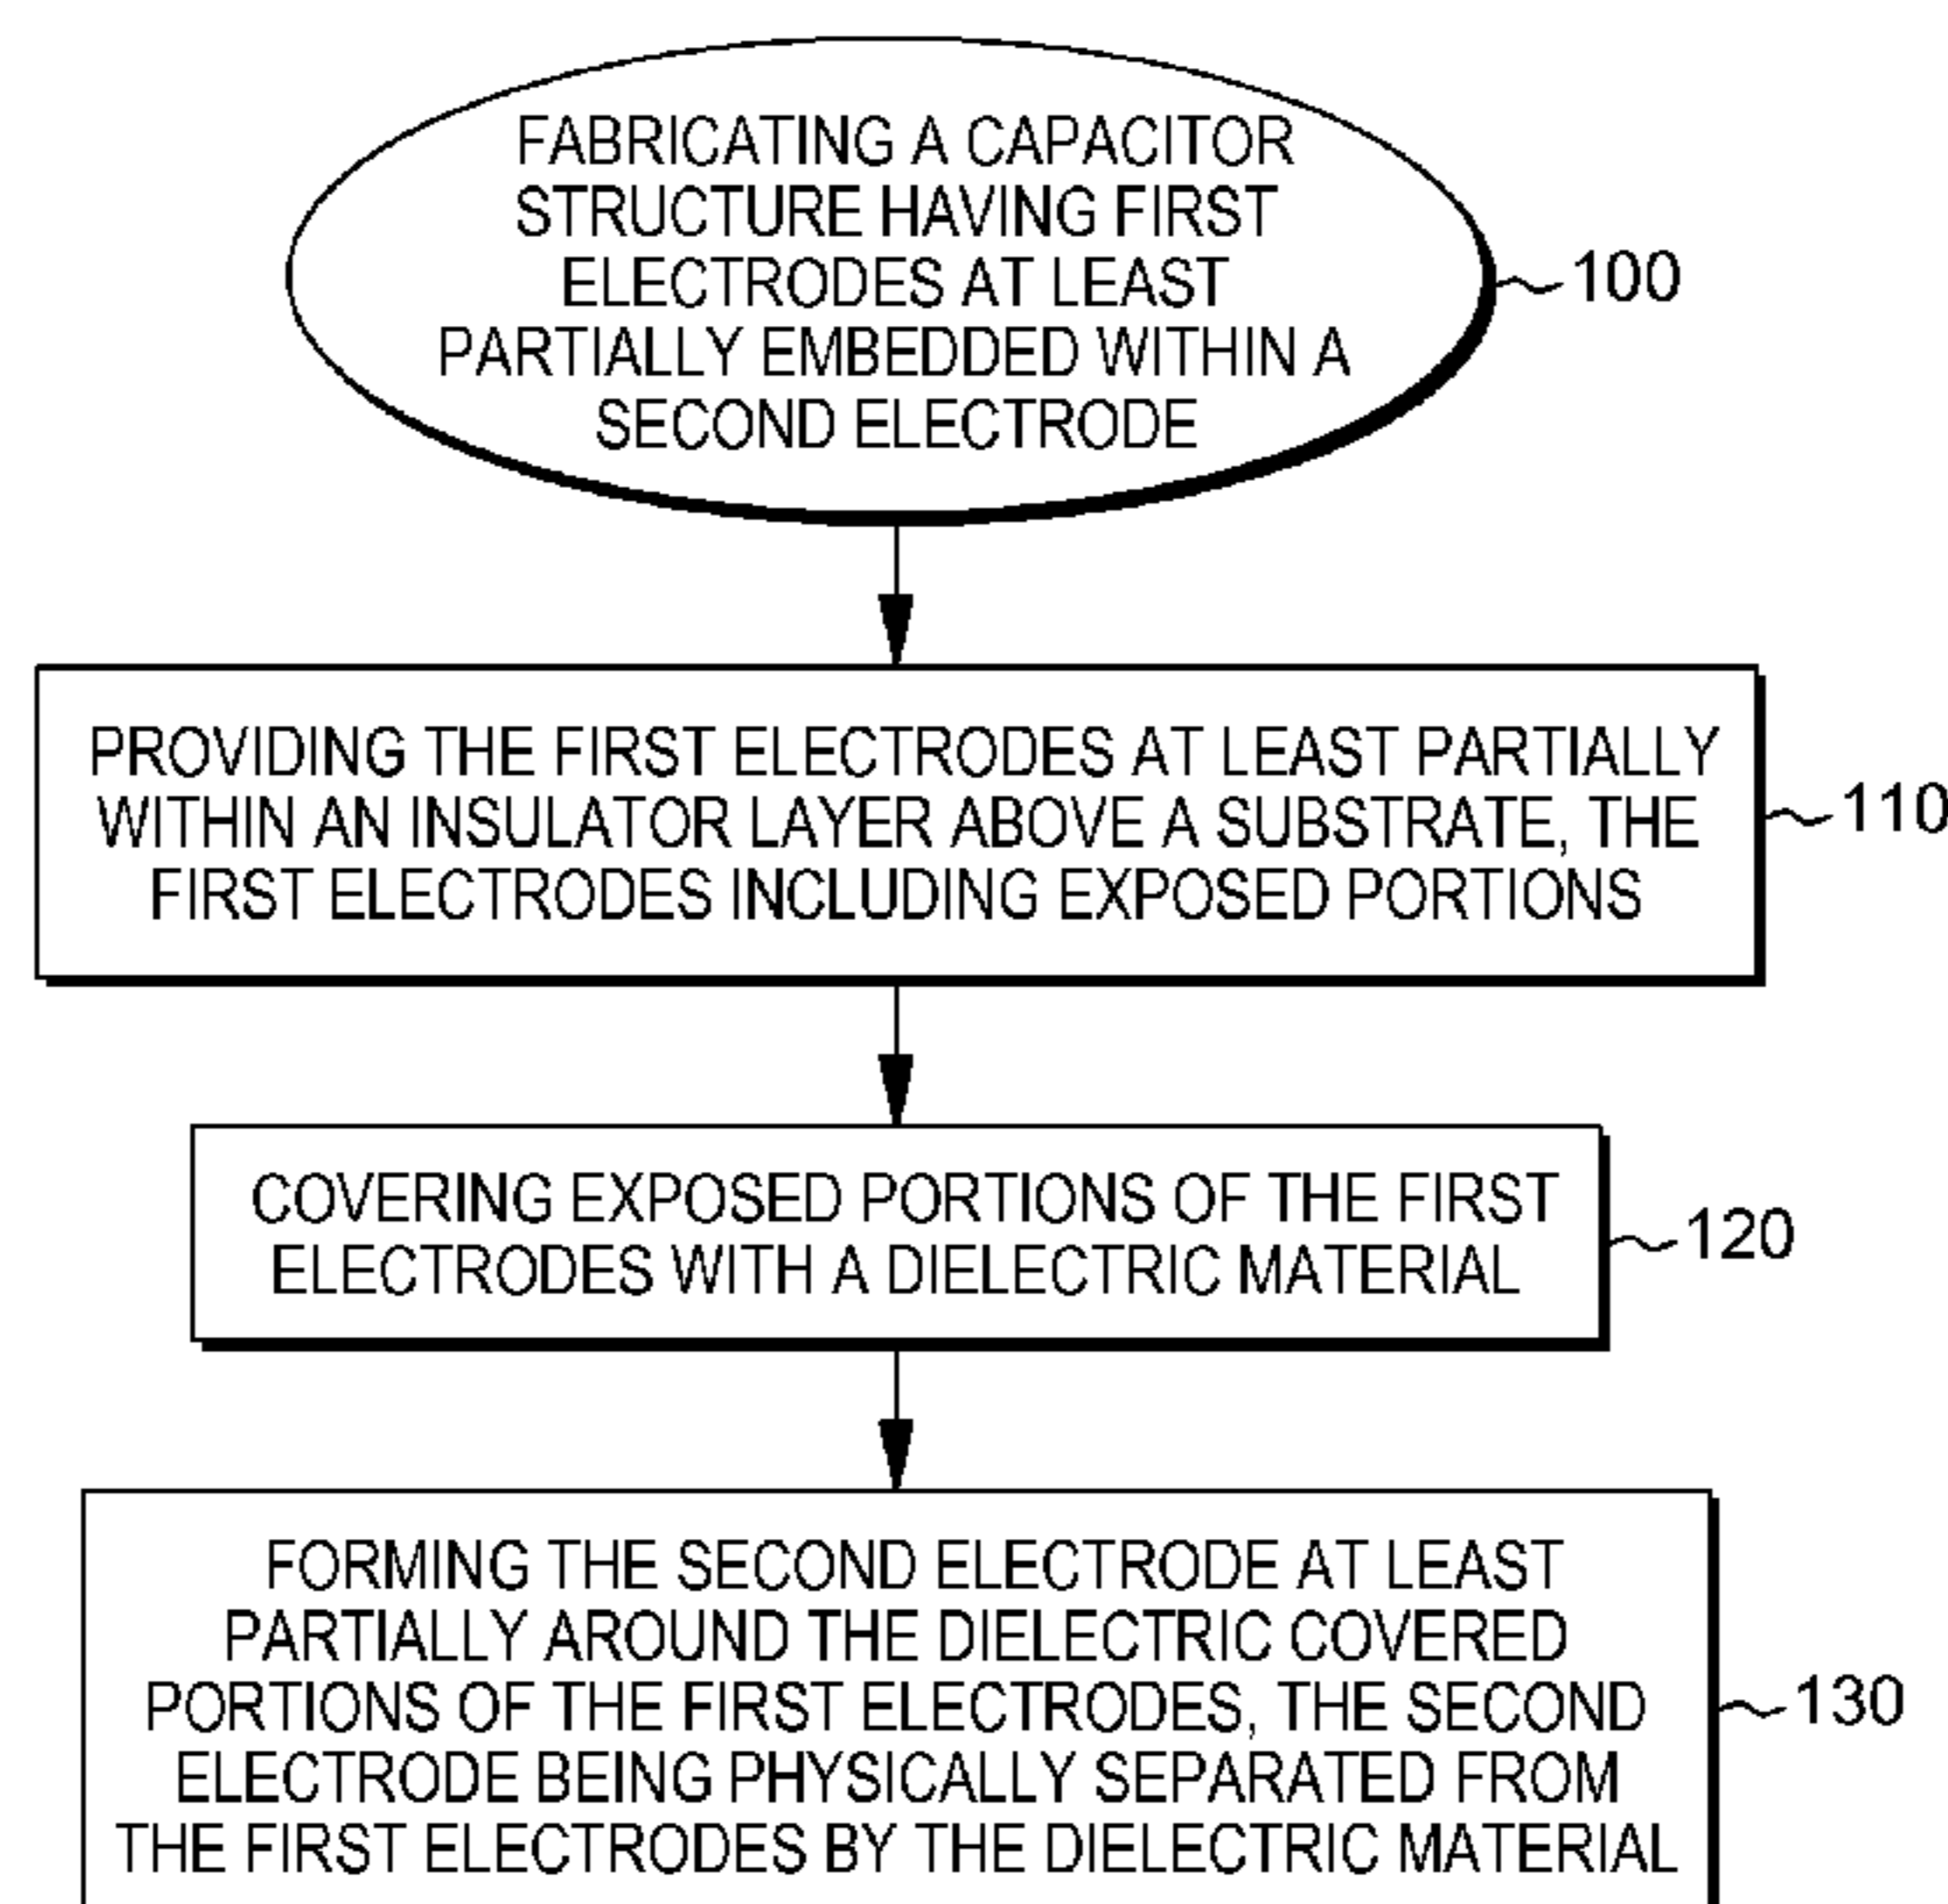 FABRICATING A CAPACITOR
STRUCTURE HAVING FIRST
ELECTRODES AT LEAST
PARTIALLY EMBEDDED WITHIN A
SECOND ELECTRODE
100
PROVIDING THE FIRST ELECTRODES AT LEAST PARTIALLY
WITHIN AN INSULATOR LAYER ABOVE A SUBSTRATE, THE
FIRST ELECTRODES INCLUDING EXPOSED PORTIONS
110
COVERING EXPOSED PORTIONS OF THE FIRST
ELECTRODES WITH A DIELECTRIC MATERIAL
120
FORMING THE SECOND ELECTRODE AT LEAST
PARTIALLY AROUND THE DIELECTRIC COVERED
PORTIONS OF THE FIRST ELECTRODES, THE SECOND
ELECTRODE BEING PHYSICALLY SEPARATED FROM
THE FIRST ELECTRODES BY THE DIELECTRIC MATERIAL
130